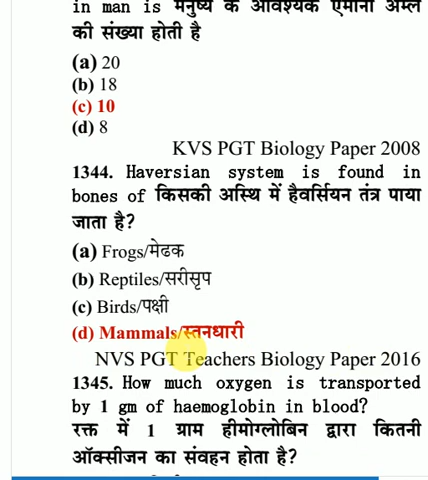 in man is मनुष्य के आवश्यक एमीनो अम्ल
की संख्या होती है
(a) 20
(b) 18
(c) 10
(d) 8
KVS PGT Biology Paper 2008
1344. Haversian system is found in
bones of किसकी अस्थि में हैवर्सियन तंत्र पाया
जाता है?
(a) Frogs/मेढक
(b) Reptiles/सरीसृप
(c) Birds/पक्षी
(d) Mammals/स्तनधारी
NVS PGT Teachers Biology Paper 2016
1345. How much oxygen is transported
by 1 gm of haemoglobin in blood?
रक्त में 1 ग्राम हीमोग्लोबिन द्वारा कितनी
ऑक्सीजन का संवहन होता है?